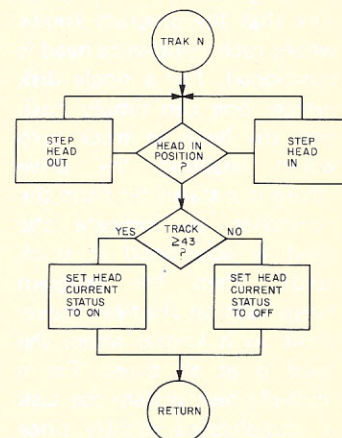 TRAK N
STEP
HEAD
OUT
HEAD IN
POSITION
?
STEP
HEAD
IN
TRACK
≥43
?
YES
NO
SET HEAD
CURRENT
STATUS
TO ON
SET HEAD
CURRENT
STATUS
TO OFF
RETURN